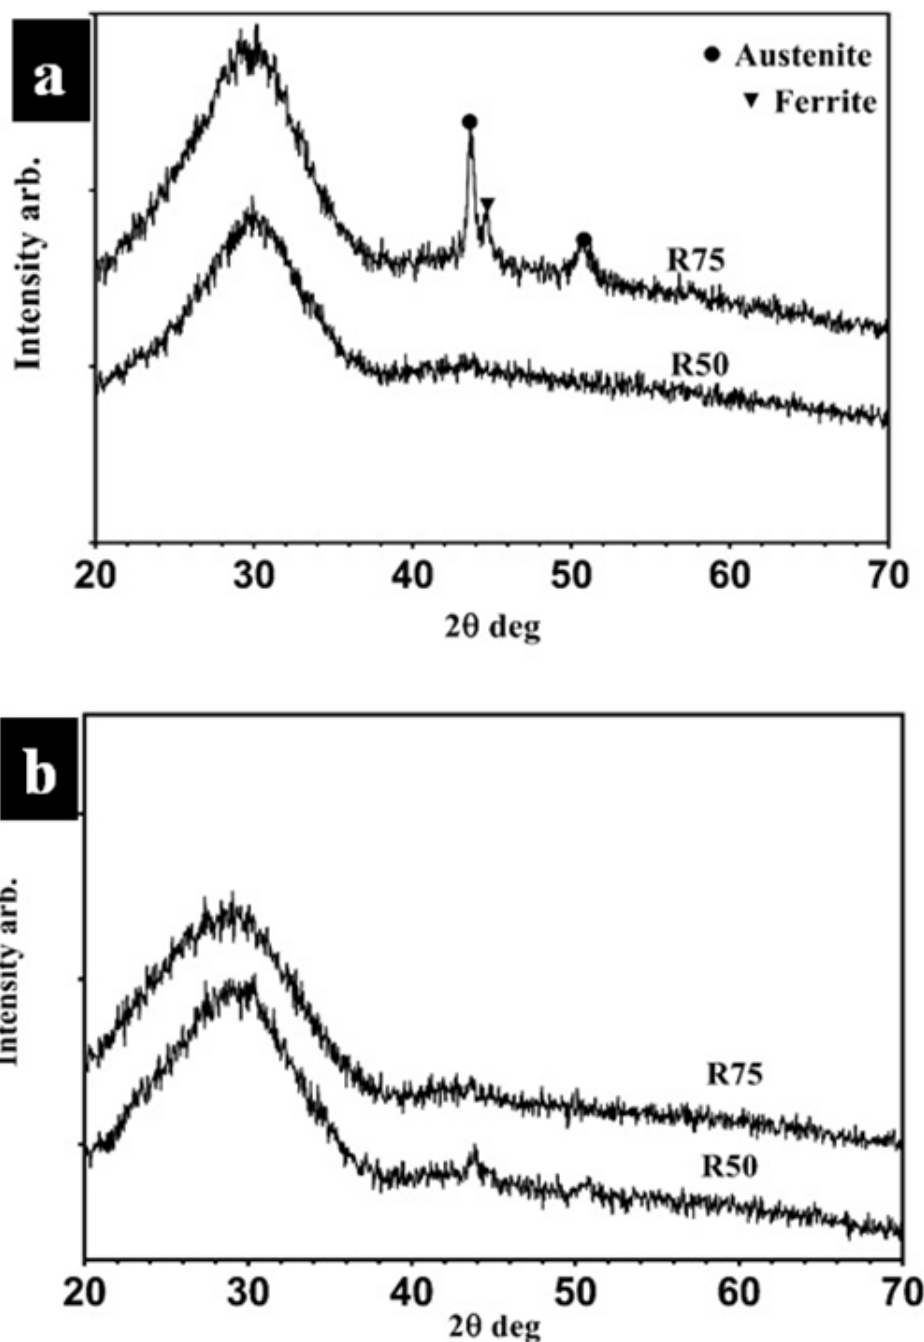 a
● Austenite
▼ Ferrite
Intensity arb.
R75
R50
20 30 40 50 60 70
2θ deg
b
Intensity arb.
R75
R50
20 30 40 50 60 70
2θ deg